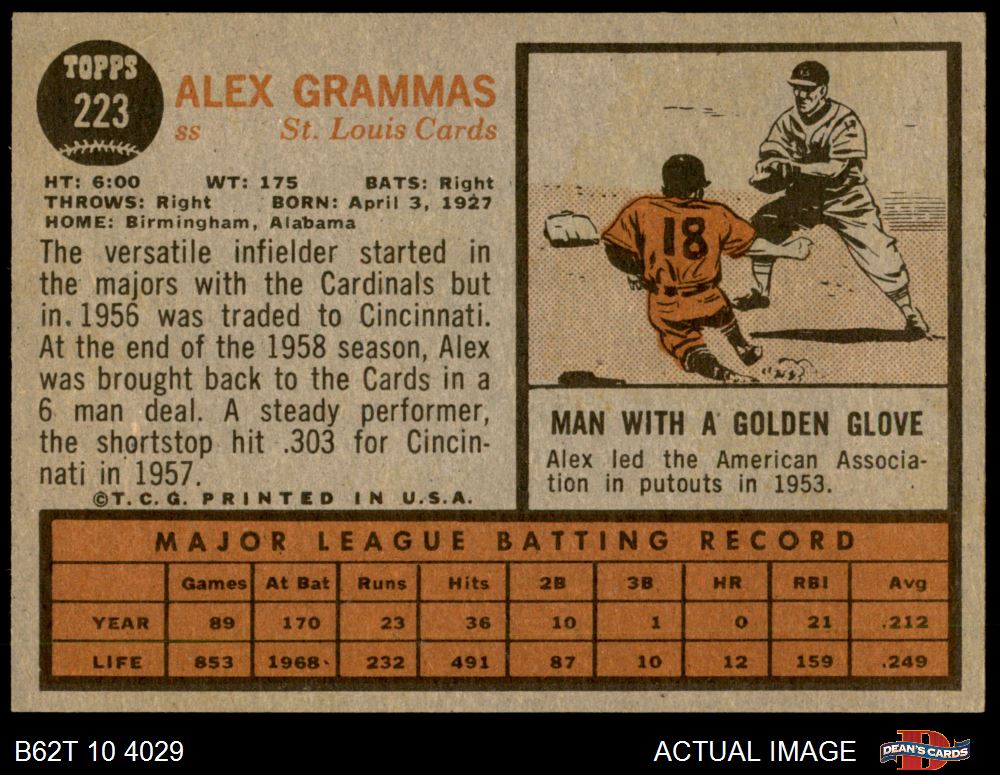 TOPPS
223
ALEX GRAMMAS
ss St. Louis Cards
HT: 6:00 WT: 175 BATS: Right
THROWS: Right BORN: April 3, 1927
HOME: Birmingham, Alabama
The versatile infielder started in
the majors with the Cardinals but
in. 1956 was traded to Cincinnati.
At the end of the 1958 season, Alex
was brought back to the Cards in a
6 man deal. A steady performer,
the shortstop hit .303 for Cincin-
nati in 1957.
©T.C.G. PRINTED IN U.S.A.
18
MAN WITH A GOLDEN GLOVE
Alex led the American Associa-
tion in putouts in 1953.
MAJOR LEAGUE BATTING RECORD
Games At Bat Runs Hits 2B 3B HR RBI Avg
YEAR 89 170 23 36 10 1 0 21 .212
LIFE 853 1968 232 491 87 10 12 159 .249
B62T 10 4029 ACTUAL IMAGE DEAN'S CARDS